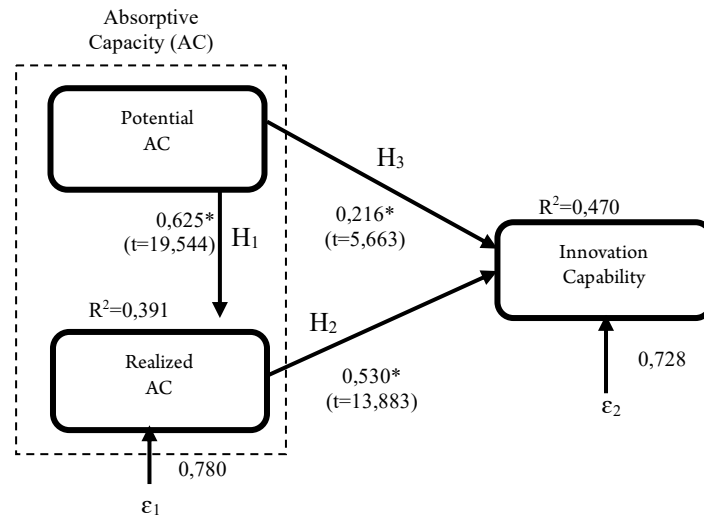 Absorptive
Capacity (AC)
Potential
AC
H3
0,625*
(t=19,544)
H1
0,216*
(t=5,663)
R²=0,470
Innovation
Capability
R²=0,391
H2
Realized
AC
0,530*
(t=13,883)
0,728
ε2
0,780
ε1